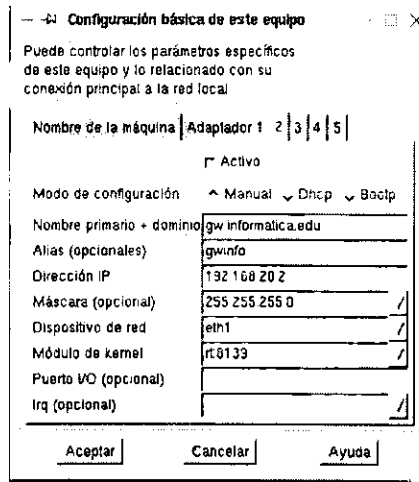 Configuración básica de este equipo
Puede controlar los parámetros específicos
de este equipo y lo relacionado con su
conexión principal a la red local
Nombre de la máquina Adaptador 1 2 3 4 5
Activo
Modo de configuración Manual Dhcp Bootp
Nombre primario + dominio gw informatica.edu
Alias (opcionales) gwinfo
Dirección IP 192 168 20 2
Máscara (opcional) 255 255 255 0
Dispositivo de red eth1
Módulo de kernel rtl8139
Puerto I/O (opcional)
Irq (opcional)
Aceptar Cancelar Ayuda